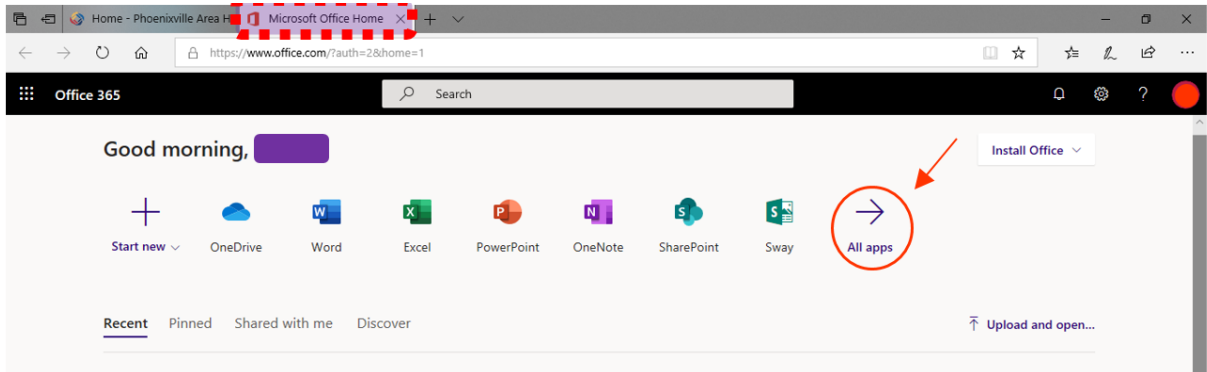 Home - Phoenixville Area H
Microsoft Office Home
https://www.office.com/?auth=2&home=1
Office 365
Search
?
Good morning,
Install Office
Start new
OneDrive
Word
Excel
PowerPoint
OneNote
SharePoint
Sway
All apps
Recent
Pinned
Shared with me
Discover
Upload and open...